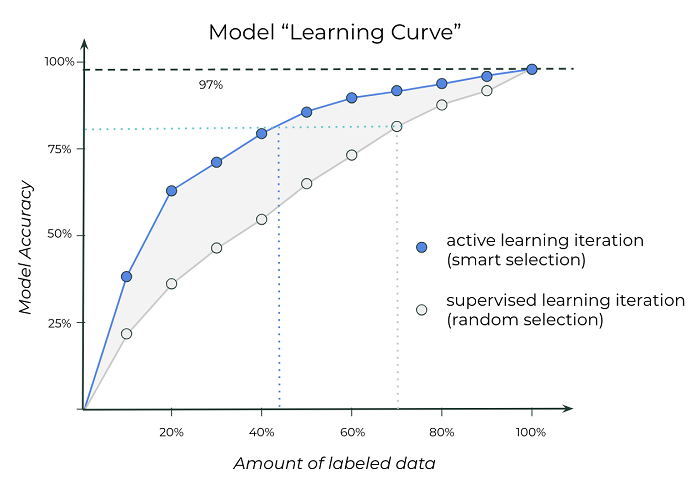 Model “Learning Curve”
100%
97%
75%
50%
25%
Model Accuracy
active learning iteration
(smart selection)
supervised learning iteration
(random selection)
20%
40%
60%
80%
100%
Amount of labeled data